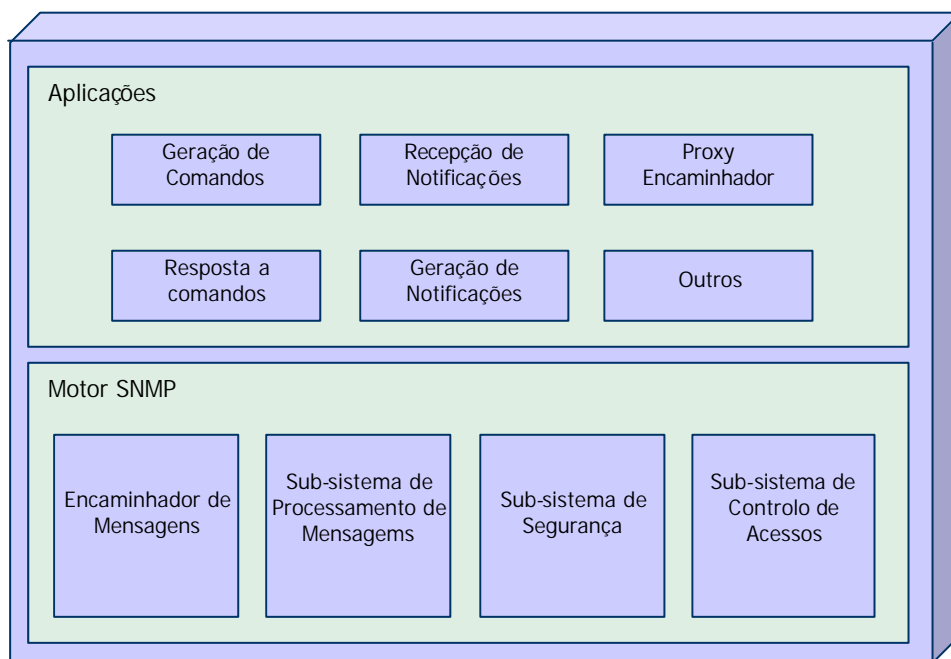 Aplicações
Geração de
Comandos
Recepção de
Notificações
Proxy
Encaminhador
Resposta a
comandos
Geração de
Notificações
Outros
Motor SNMP
Encaminhador de
Mensagens
Sub-sistema de
Processamento de
Mensagems
Sub-sistema de
Segurança
Sub-sistema de
Controlo de
Acessos